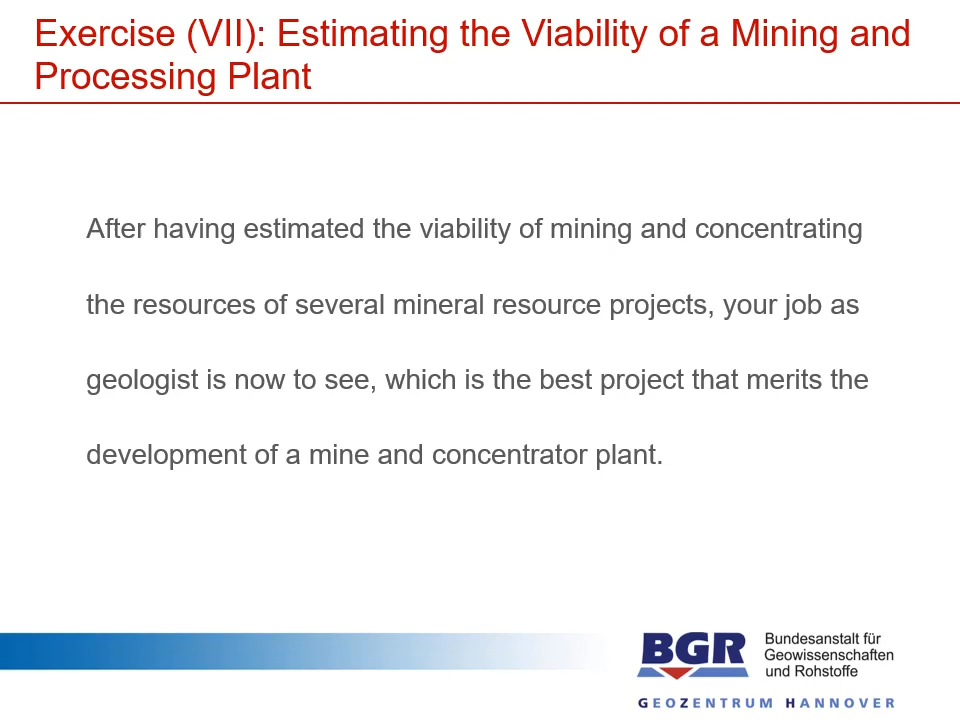 Exercise (VII): Estimating the Viability of a Mining and
Processing Plant
After having estimated the viability of mining and concentrating
the resources of several mineral resource projects, your job as
geologist is now to see, which is the best project that merits the
development of a mine and concentrator plant.
BGR
Bundesanstalt für
Geowissenschaften
und Rohstoffe
GEOZENTRUM HANNOVER